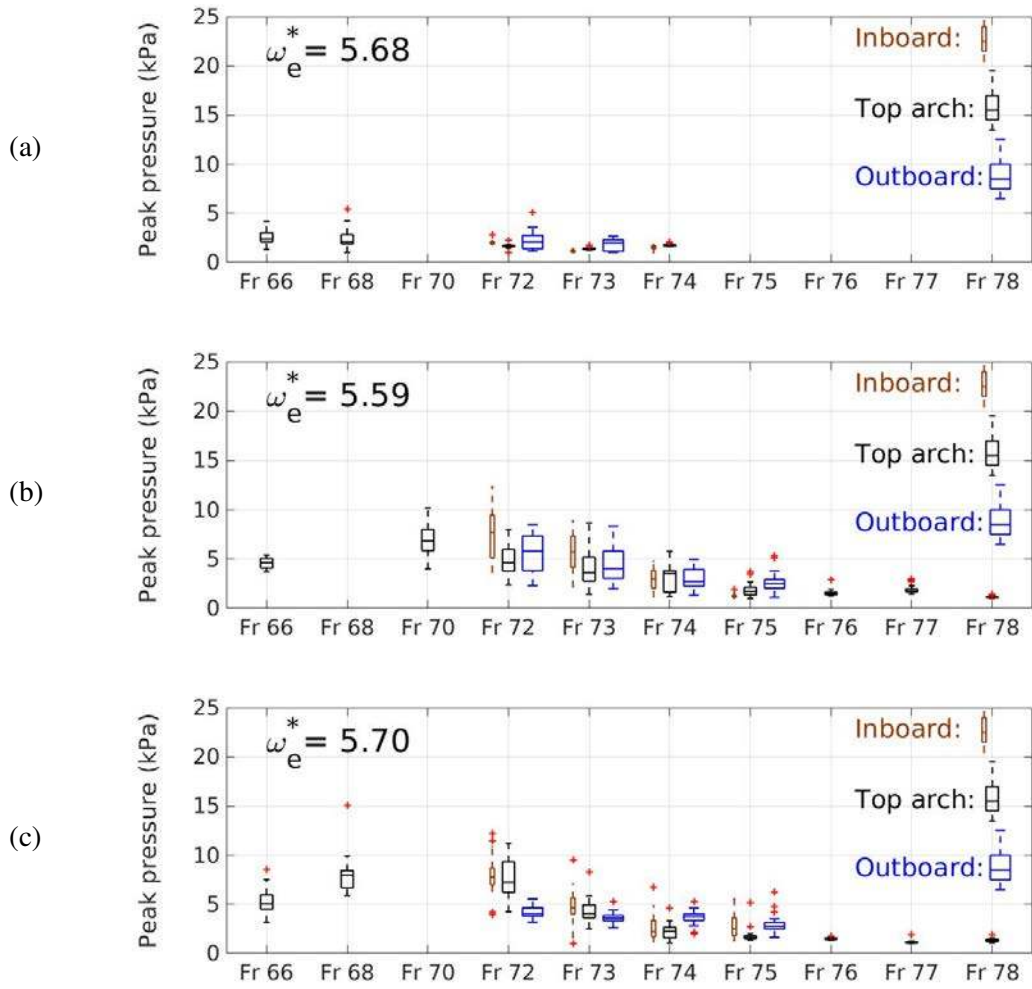 (a)
Peak pressure (kPa)
25
20
15
10
5
0
ω*e = 5.68
Inboard:
Top arch:
Outboard:
Fr 66 Fr 68 Fr 70 Fr 72 Fr 73 Fr 74 Fr 75 Fr 76 Fr 77 Fr 78
(b)
Peak pressure (kPa)
25
20
15
10
5
0
ω*e = 5.59
Inboard:
Top arch:
Outboard:
Fr 66 Fr 68 Fr 70 Fr 72 Fr 73 Fr 74 Fr 75 Fr 76 Fr 77 Fr 78
(c)
Peak pressure (kPa)
25
20
15
10
5
0
ω*e = 5.70
Inboard:
Top arch:
Outboard:
Fr 66 Fr 68 Fr 70 Fr 72 Fr 73 Fr 74 Fr 75 Fr 76 Fr 77 Fr 78